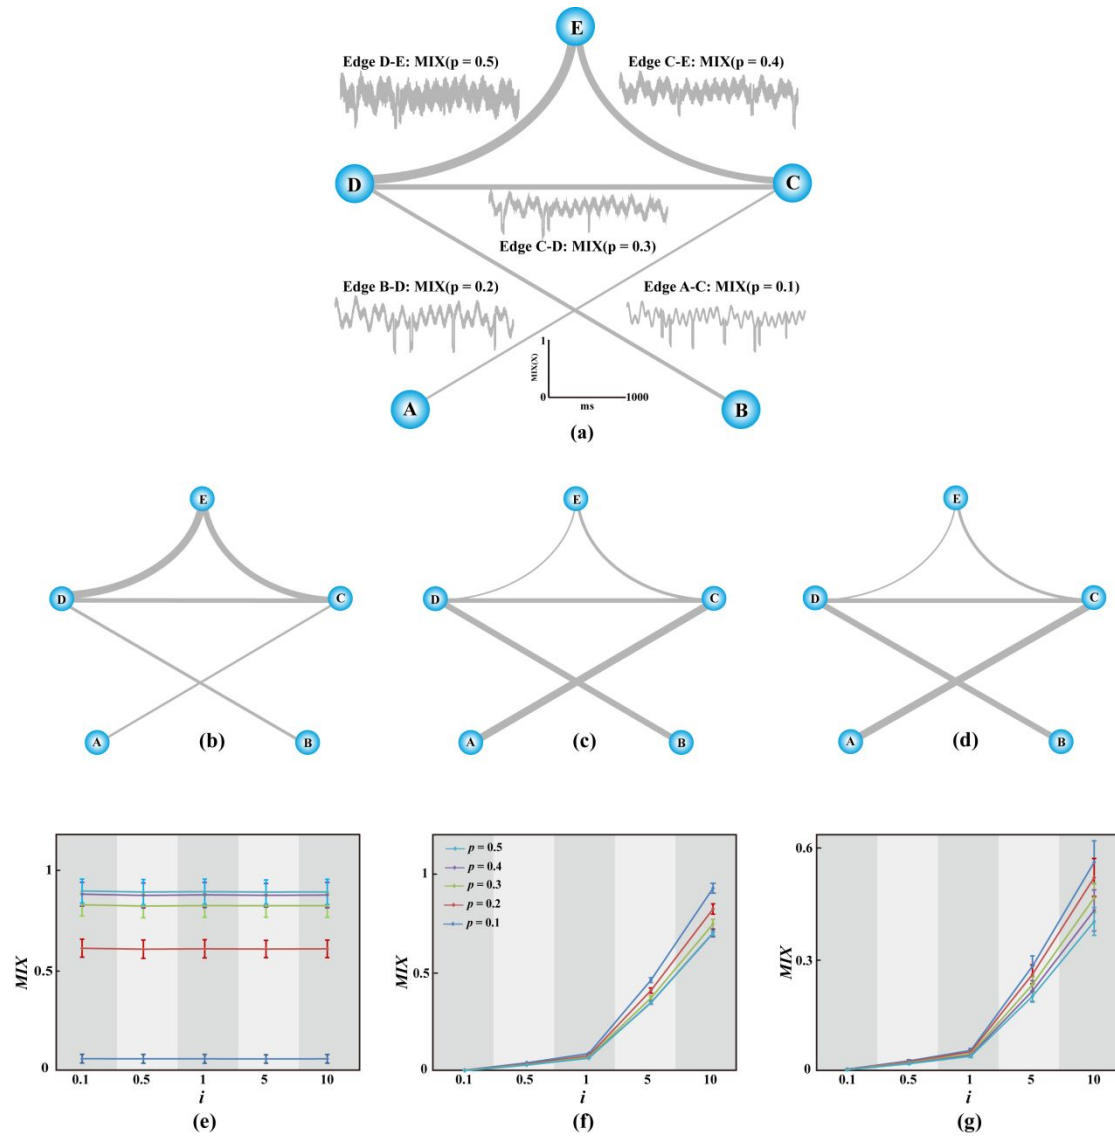 E
Edge D-E: MIX(p = 0.5)
Edge C-E: MIX(p = 0.4)
D
C
Edge C-D: MIX(p = 0.3)
Edge B-D: MIX(p = 0.2)
Edge A-C: MIX(p = 0.1)
1
MIX(X)
0
1000
ms
A
B
(a)
E
D
C
A
B
(b)
E
D
C
A
B
(c)
E
D
C
A
B
(d)
1
0.5
0
MIX
0.1 0.5 1 5 10
i
(e)
p = 0.5
p = 0.4
p = 0.3
p = 0.2
p = 0.1
1
0.5
0
MIX
0.1 0.5 1 5 10
i
(f)
0.6
0.3
0
MIX
0.1 0.5 1 5 10
i
(g)